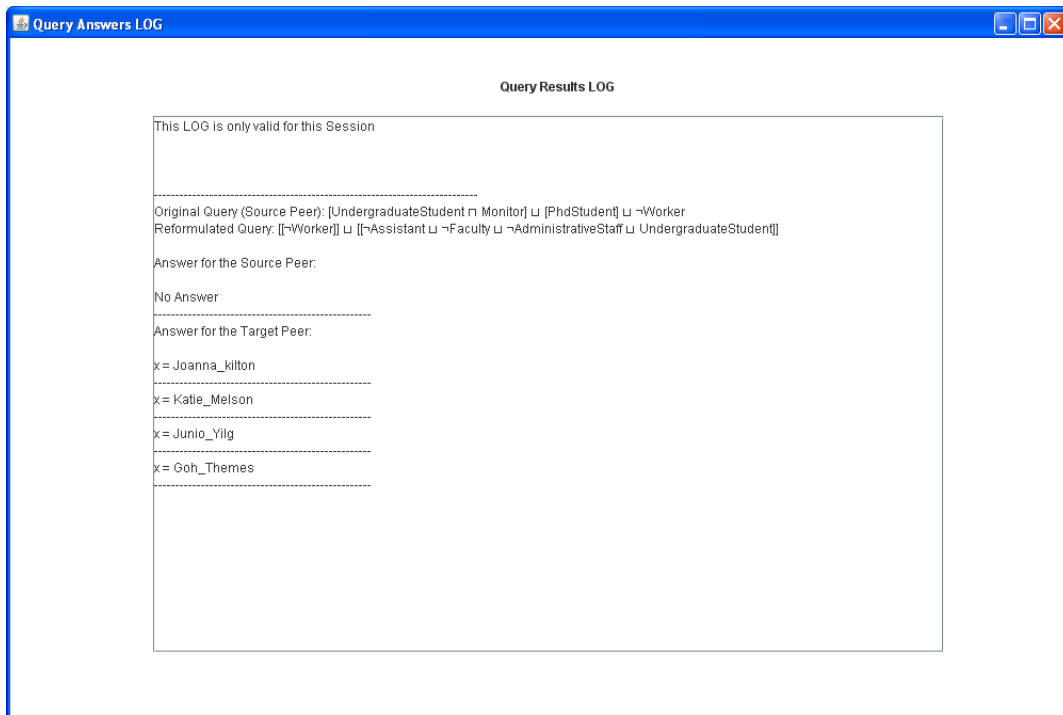 Query Answers LOG
Query Results LOG
This LOG is only valid for this Session
---------------------------------------------------------------------------
Original Query (Source Peer): [UndergraduateStudent ⊓ Monitor] ⊔ [PhdStudent] ⊔ ¬Worker
Reformulated Query: [[¬Worker]] ⊔ [[¬Assistant ⊔ ¬Faculty ⊔ ¬AdministrativeStaff ⊔ UndergraduateStudent]]
Answer for the Source Peer:
No Answer
--------------------------------------------------
Answer for the Target Peer:
x = Joanna_kilton
--------------------------------------------------
x = Katie_Melson
--------------------------------------------------
x = Junio_Yilg
--------------------------------------------------
x = Goh_Themes
--------------------------------------------------